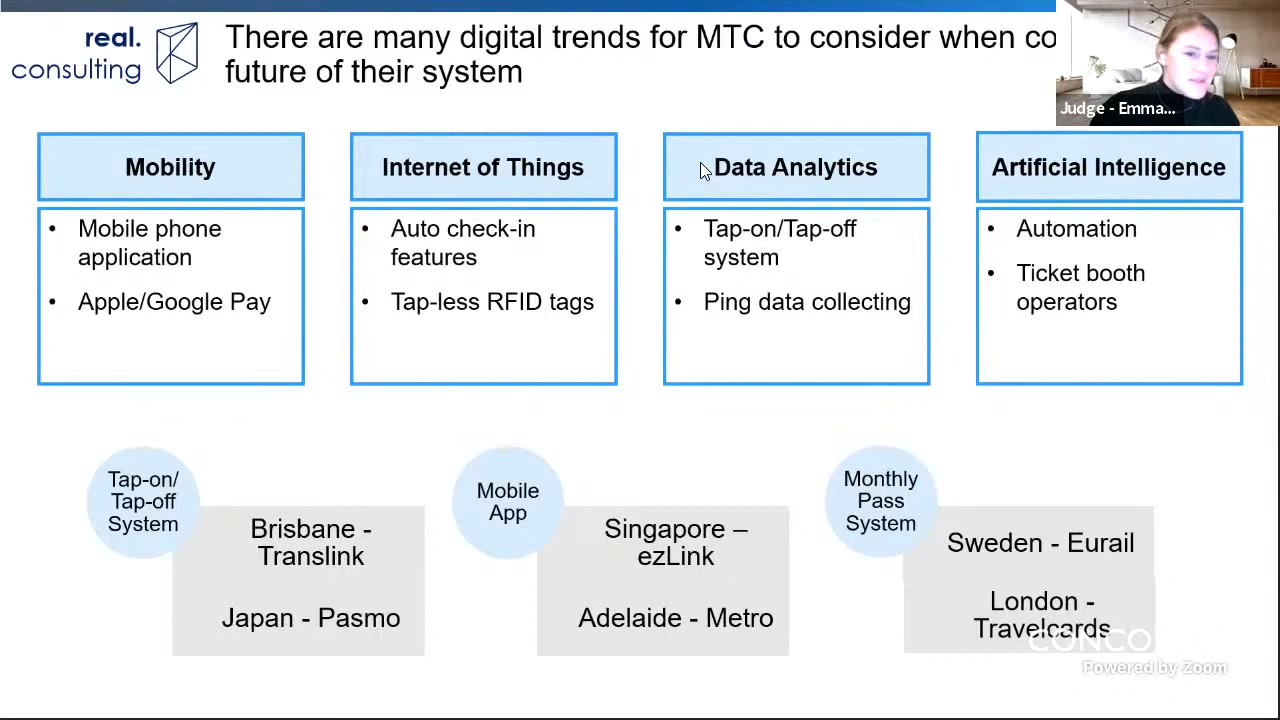 real.
consulting
There are many digital trends for MTC to consider when co
future of their system
Judge - Emma...
Mobility
• Mobile phone
application
• Apple/Google Pay
Internet of Things
• Auto check-in
features
• Tap-less RFID tags
Data Analytics
• Tap-on/Tap-off
system
• Ping data collecting
Artificial Intelligence
• Automation
• Ticket booth
operators
Tap-on/
Tap-off
System
Brisbane -
Translink
Japan - Pasmo
Mobile
App
Singapore –
ezLink
Adelaide - Metro
Monthly
Pass
System
Sweden - Eurail
London -
Travelcards
CONCO
Powered by Zoom